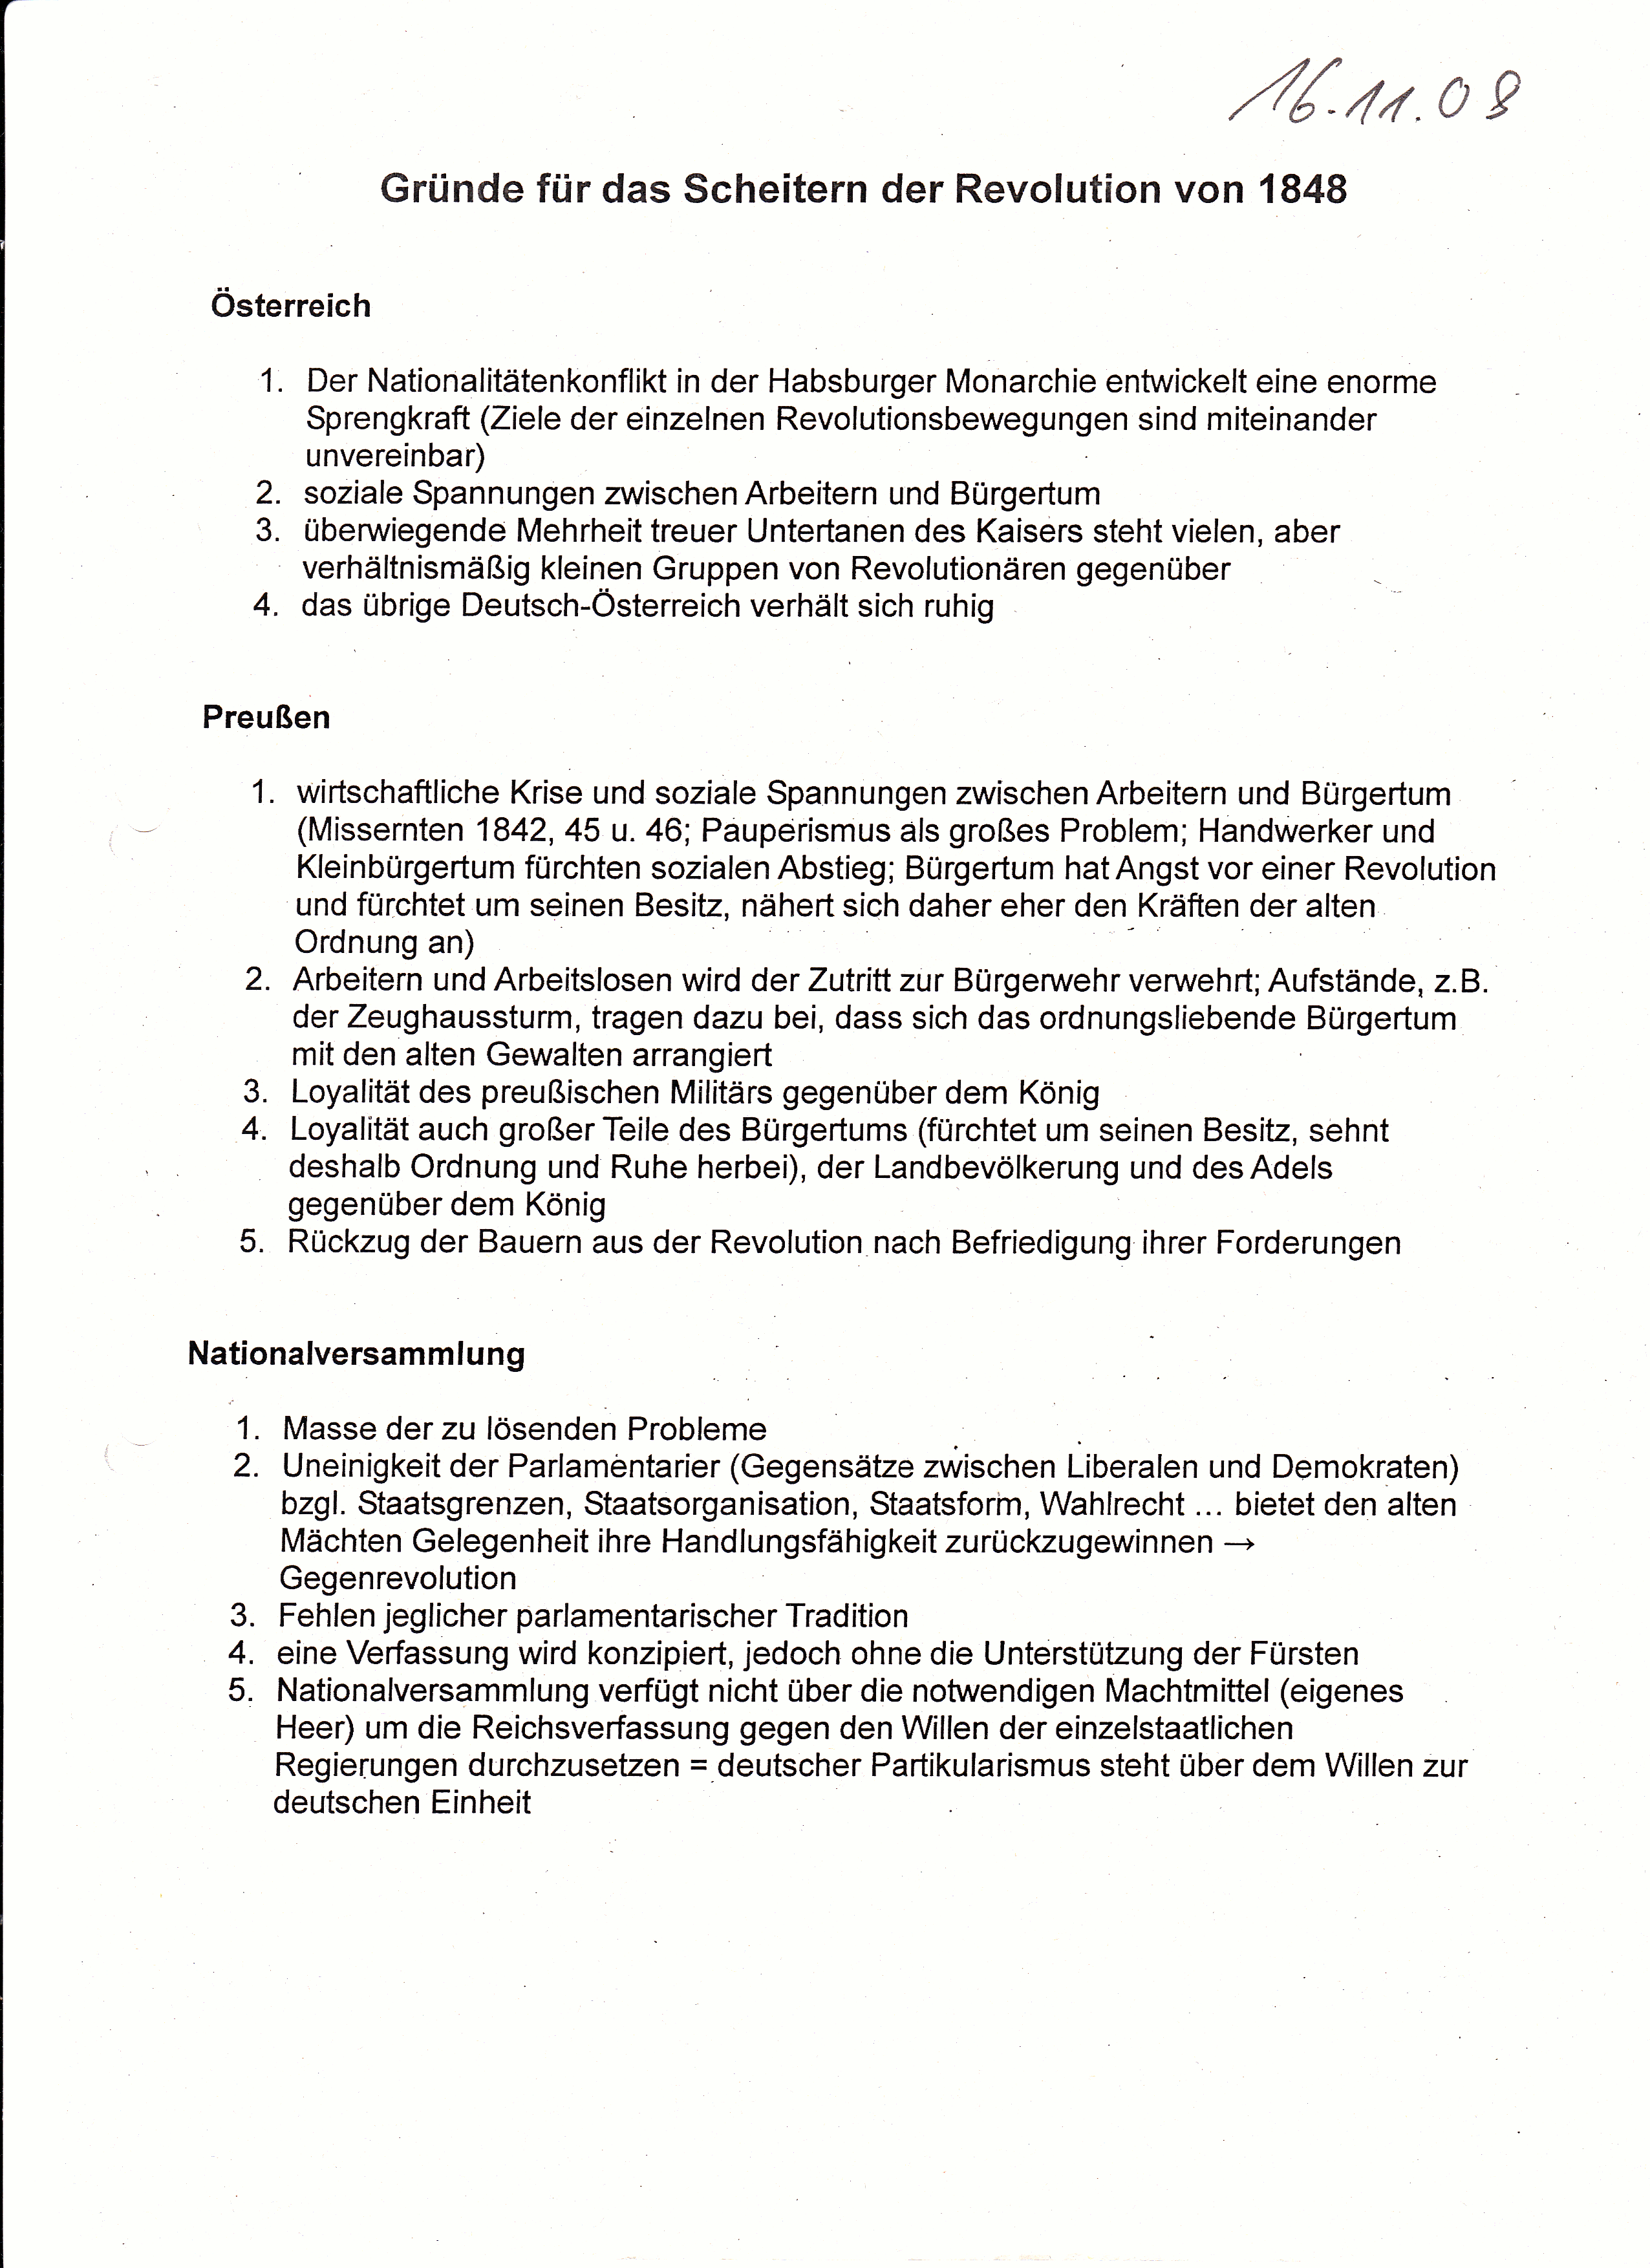 16.11.08
Gründe für das Scheitern der Revolution von 1848
Österreich
1. Der Nationalitätenkonflikt in der Habsburger Monarchie entwickelt eine enorme
Sprengkraft (Ziele der einzelnen Revolutionsbewegungen sind miteinander
unvereinbar)
2. soziale Spannungen zwischen Arbeitern und Bürgertum
3. überwiegende Mehrheit treuer Untertanen des Kaisers steht vielen, aber
verhältnismäßig kleinen Gruppen von Revolutionären gegenüber
4. das übrige Deutsch-Österreich verhält sich ruhig
Preußen
1. wirtschaftliche Krise und soziale Spannungen zwischen Arbeitern und Bürgertum
(Missernten 1842, 45 u. 46; Pauperismus als großes Problem; Handwerker und
Kleinbürgertum fürchten sozialen Abstieg; Bürgertum hat Angst vor einer Revolution
und fürchtet um seinen Besitz, nähert sich daher eher den Kräften der alten
Ordnung an)
2. Arbeitern und Arbeitslosen wird der Zutritt zur Bürgerwehr verwehrt; Aufstände, z.B.
der Zeughaussturm, tragen dazu bei, dass sich das ordnungsliebende Bürgertum
mit den alten Gewalten arrangiert
3. Loyalität des preußischen Militärs gegenüber dem König
4. Loyalität auch großer Teile des Bürgertums (fürchtet um seinen Besitz, sehnt
deshalb Ordnung und Ruhe herbei), der Landbevölkerung und des Adels
gegenüber dem König
5. Rückzug der Bauern aus der Revolution nach Befriedigung ihrer Forderungen
Nationalversammlung
1. Masse der zu lösenden Probleme
2. Uneinigkeit der Parlamentarier (Gegensätze zwischen Liberalen und Demokraten)
bzgl. Staatsgrenzen, Staatsorganisation, Staatsform, Wahlrecht ... bietet den alten
Mächten Gelegenheit ihre Handlungsfähigkeit zurückzugewinnen →
Gegenrevolution
3. Fehlen jeglicher parlamentarischer Tradition
4. eine Verfassung wird konzipiert, jedoch ohne die Unterstützung der Fürsten
5. Nationalversammlung verfügt nicht über die notwendigen Machtmittel (eigenes
Heer) um die Reichsverfassung gegen den Willen der einzelstaatlichen
Regierungen durchzusetzen = deutscher Partikularismus steht über dem Willen zur
deutschen Einheit